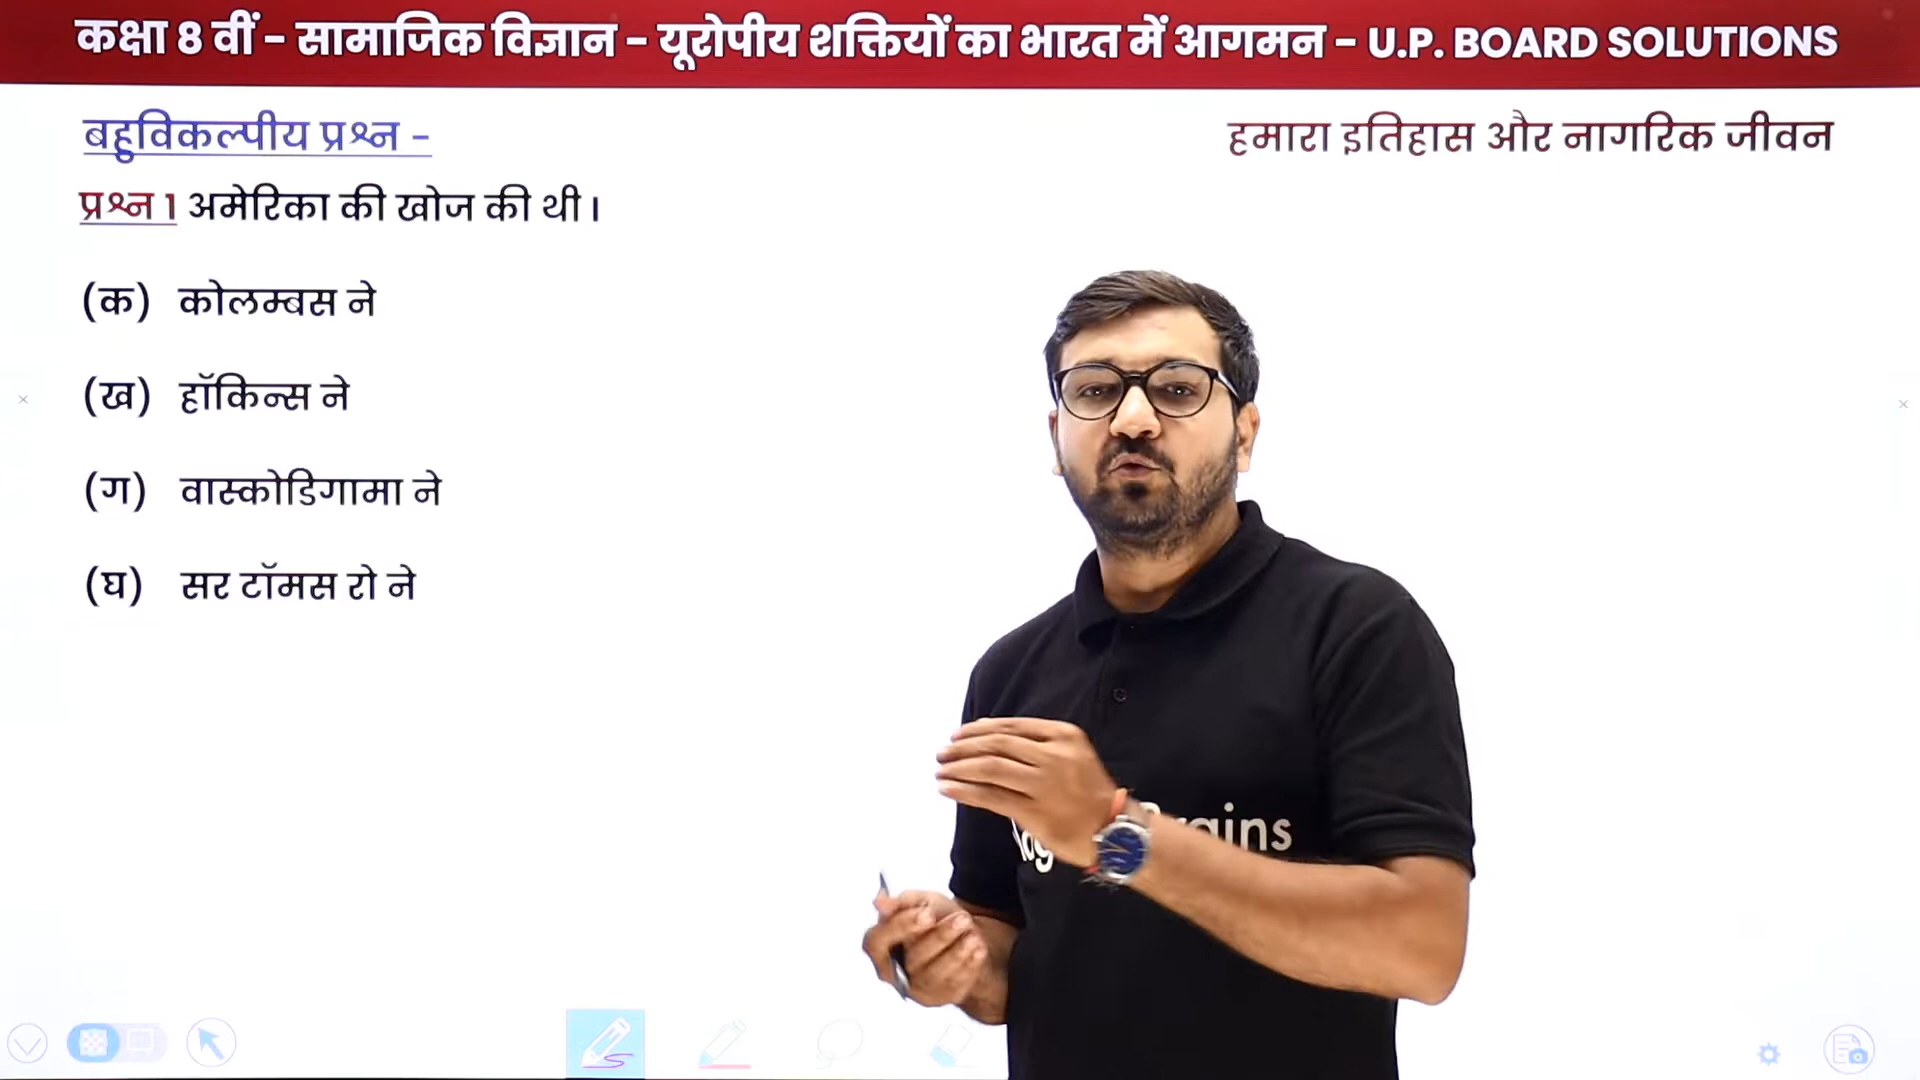 कक्षा 8 वीं - सामाजिक विज्ञान - यूरोपीय शक्तियों का भारत में आगमन - U.P. BOARD SOLUTIONS
बहुविकल्पीय प्रश्न -
हमारा इतिहास और नागरिक जीवन
प्रश्न 1 अमेरिका की खोज की थी।
(क) कोलम्बस ने
(ख) हॉकिन्स ने
(ग) वास्कोडिगामा ने
(घ) सर टॉमस रो ने